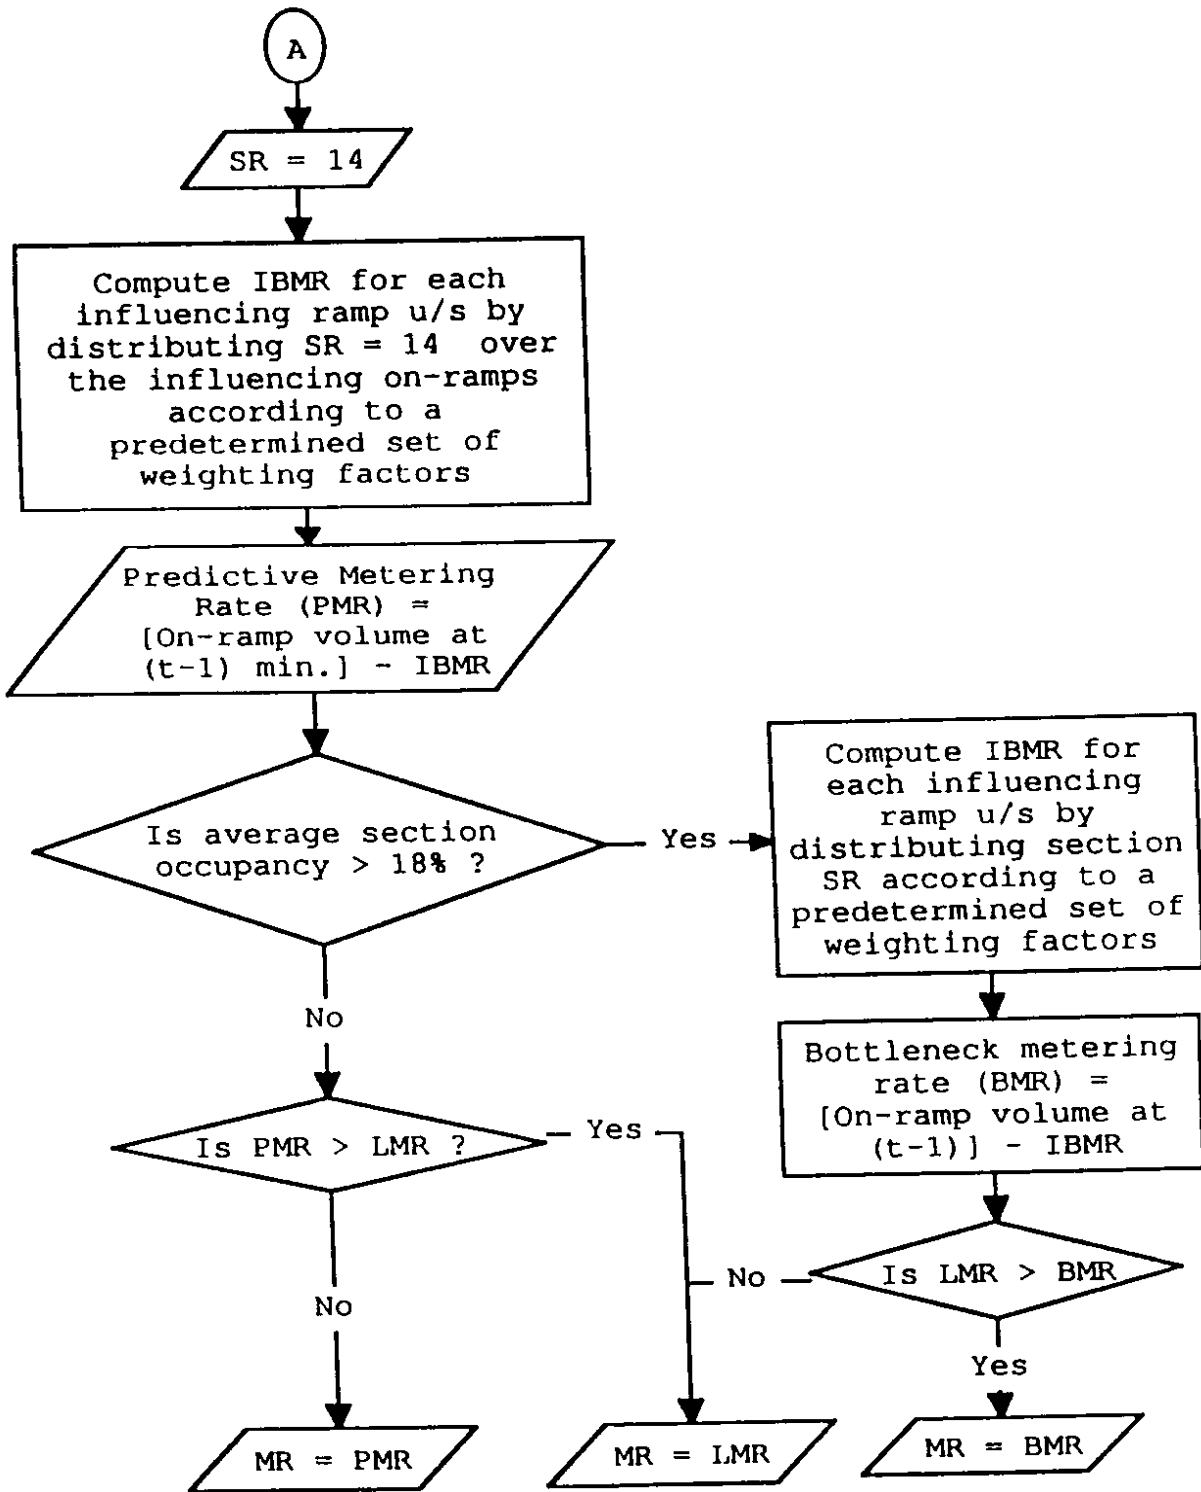 A
SR = 14
Compute IBMR for each
influencing ramp u/s by
distributing SR = 14 over
the influencing on-ramps
according to a
predetermined set of
weighting factors
Predictive Metering
Rate (PMR) =
[On-ramp volume at
(t-1) min.] - IBMR
Is average section
occupancy > 18% ?
Yes
Compute IBMR for
each influencing
ramp u/s by
distributing section
SR according to a
predetermined set of
weighting factors
No
Bottleneck metering
rate (BMR) =
[On-ramp volume at
(t-1)] - IBMR
Is PMR > LMR ?
Yes
Is LMR > BMR
No
No
Yes
MR = PMR
MR = LMR
MR = BMR